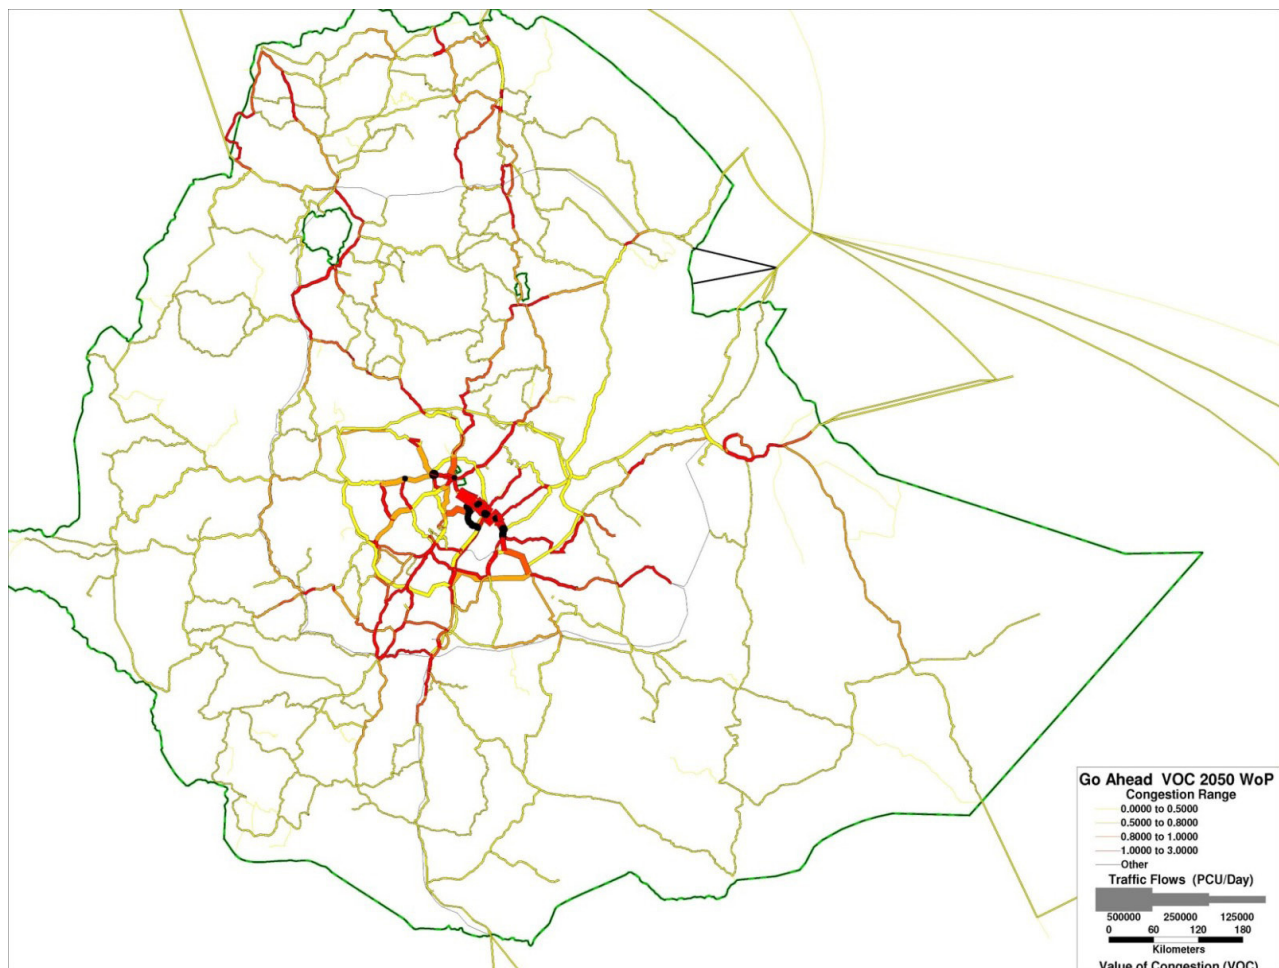 Go Ahead VOC 2050 WoP
Congestion Range
0.0000 to 0.5000
0.5000 to 0.8000
0.8000 to 1.0000
1.0000 to 3.0000
Other
Traffic Flows (PCU/Day)
500000 250000 125000
0 60 120 180
Kilometers
Value of Congestion (VOC)